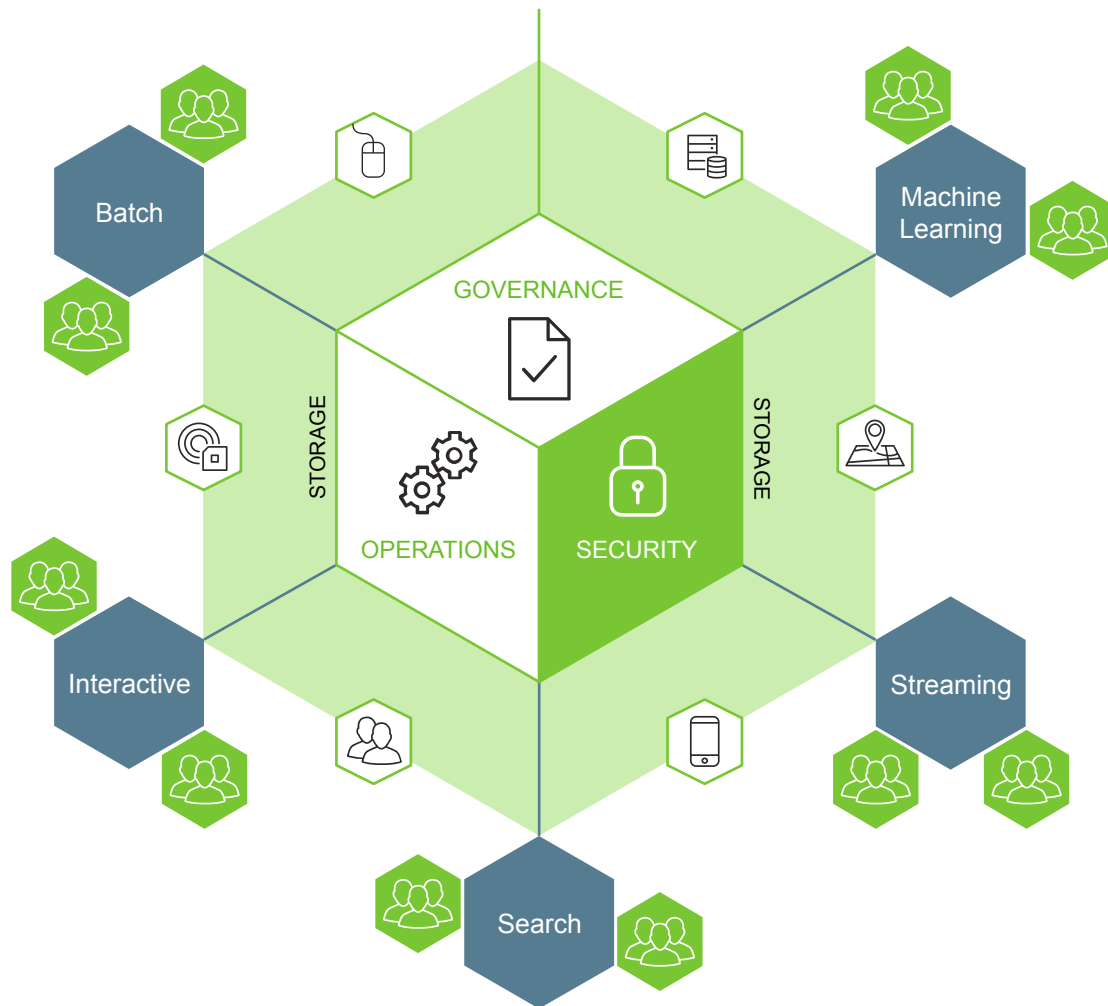 Batch
Machine
Learning
GOVERNANCE
STORAGE
STORAGE
OPERATIONS
SECURITY
Interactive
Streaming
Search